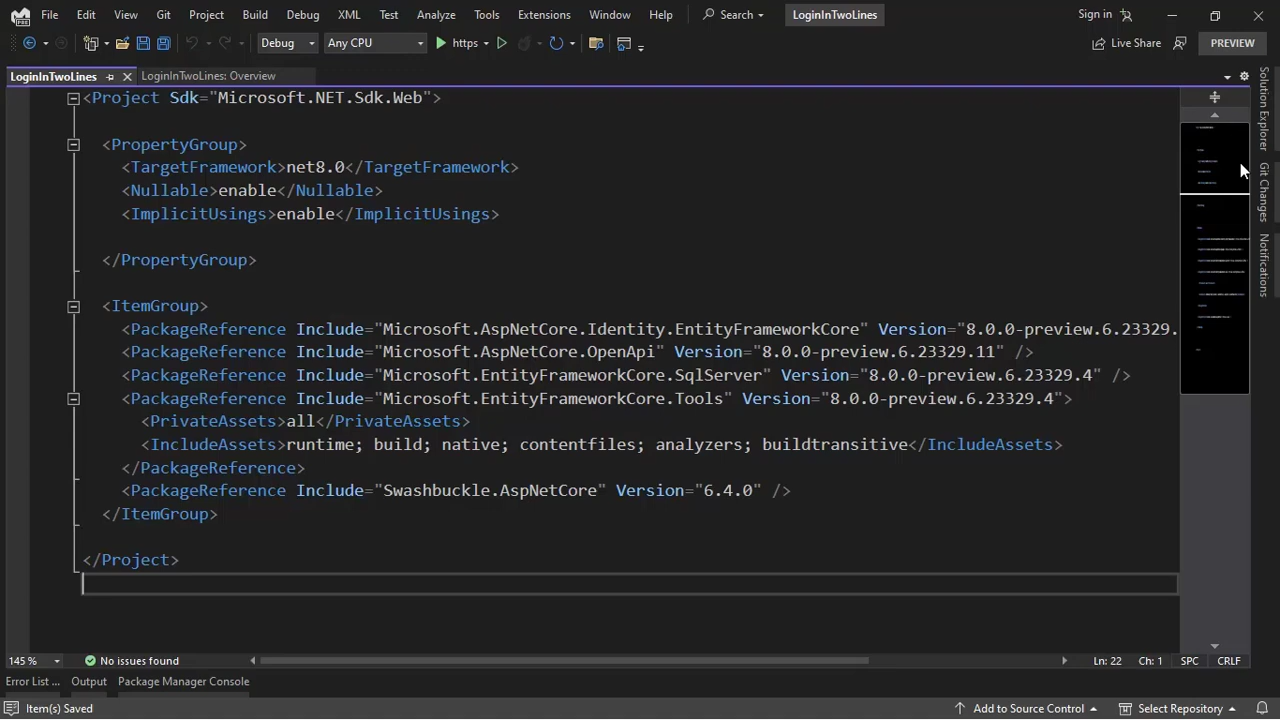 File Edit View Git Project Build Debug XML Test Analyze Tools Extensions Window Help Search LoginInTwoLines Sign in
Debug Any CPU https Live Share PREVIEW
LoginInTwoLines LoginInTwoLines: Overview
<Project Sdk="Microsoft.NET.Sdk.Web">
<PropertyGroup>
<TargetFramework>net8.0</TargetFramework>
<Nullable>enable</Nullable>
<ImplicitUsings>enable</ImplicitUsings>
</PropertyGroup>
<ItemGroup>
<PackageReference Include="Microsoft.AspNetCore.Identity.EntityFrameworkCore" Version="8.0.0-preview.6.23329.
<PackageReference Include="Microsoft.AspNetCore.OpenApi" Version="8.0.0-preview.6.23329.11" />
<PackageReference Include="Microsoft.EntityFrameworkCore.SqlServer" Version="8.0.0-preview.6.23329.4" />
<PackageReference Include="Microsoft.EntityFrameworkCore.Tools" Version="8.0.0-preview.6.23329.4">
<PrivateAssets>all</PrivateAssets>
<IncludeAssets>runtime; build; native; contentfiles; analyzers; buildtransitive</IncludeAssets>
</PackageReference>
<PackageReference Include="Swashbuckle.AspNetCore" Version="6.4.0" />
</ItemGroup>
</Project>
Solution Explorer
Git Changes
Notifications
145 % No issues found Ln: 22 Ch: 1 SPC CRLF
Error List ... Output Package Manager Console
Item(s) Saved Add to Source Control Select Repository